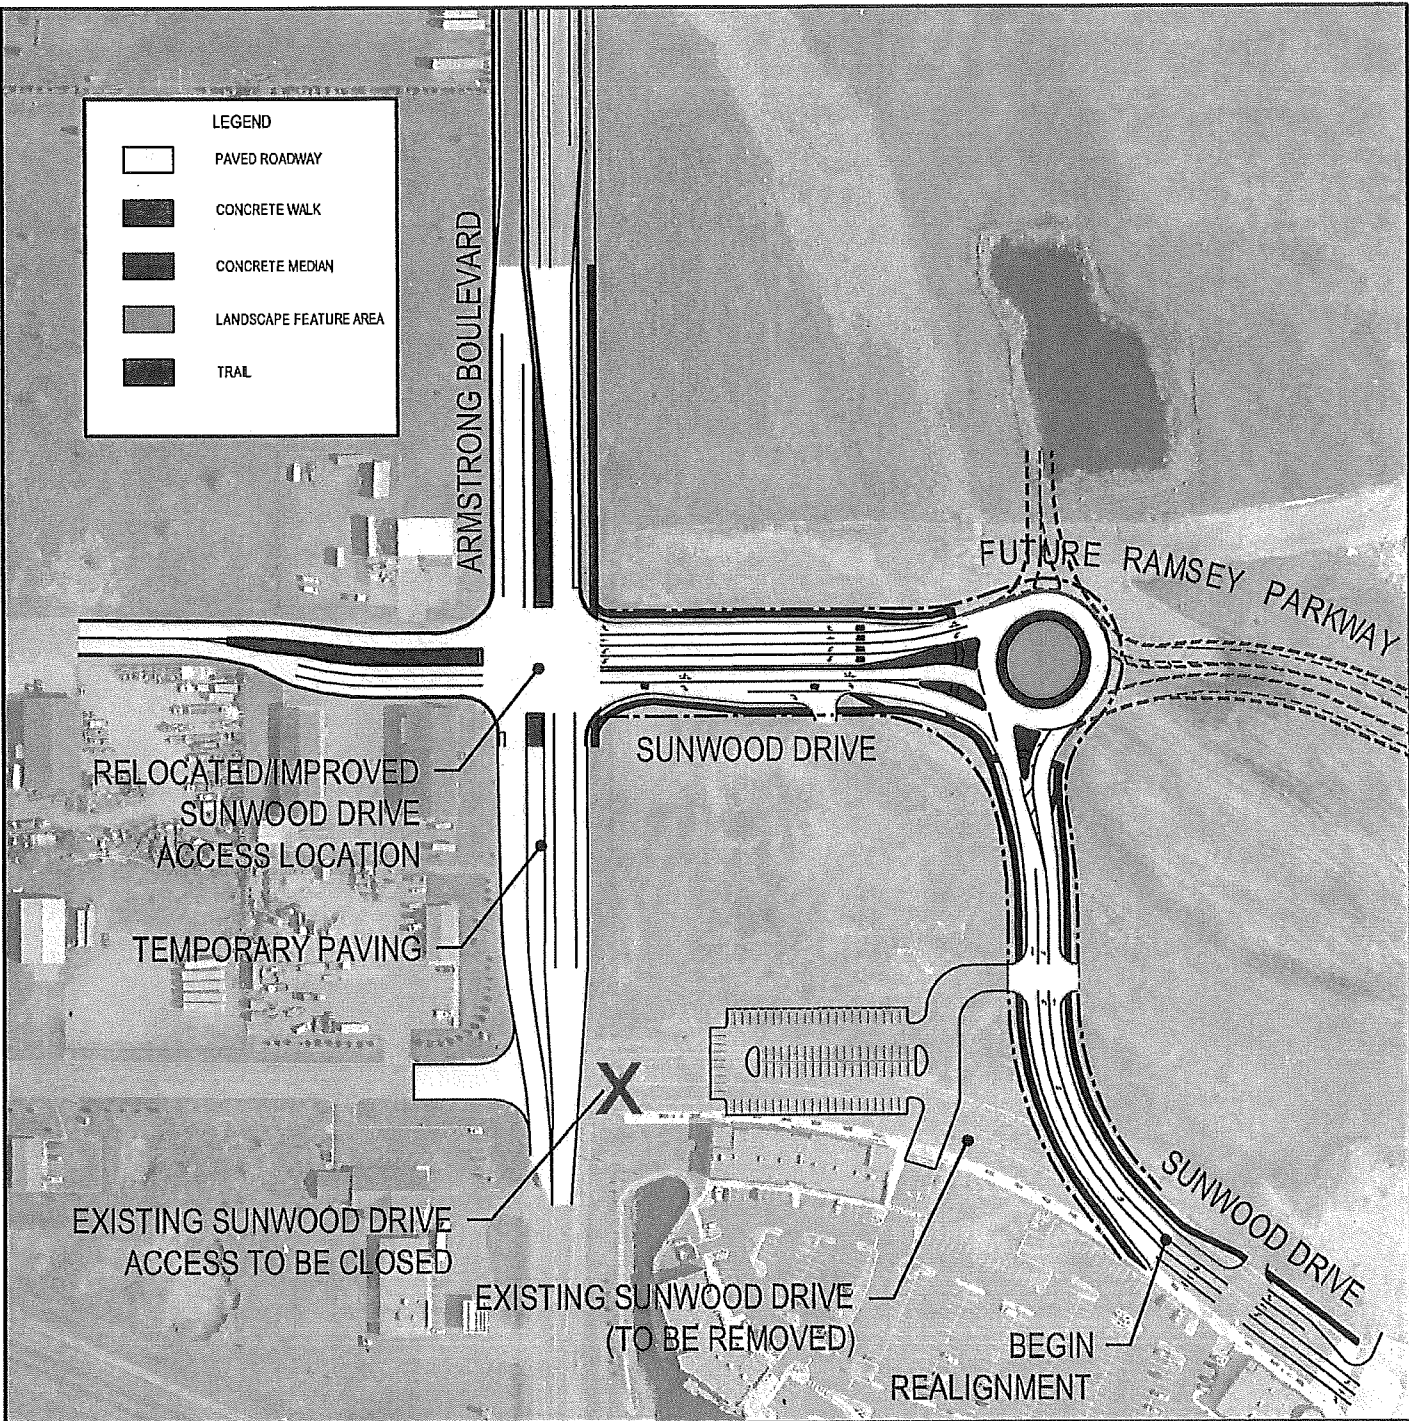 LEGEND
PAVED ROADWAY
CONCRETE WALK
CONCRETE MEDIAN
LANDSCAPE FEATURE AREA
TRAIL
ARMSTRONG BOULEVARD
FUTURE RAMSEY PARKWAY
SUNWOOD DRIVE
RELOCATED/IMPROVED
SUNWOOD DRIVE
ACCESS LOCATION
TEMPORARY PAVING
X
EXISTING SUNWOOD DRIVE
ACCESS TO BE CLOSED
EXISTING SUNWOOD DRIVE
(TO BE REMOVED)
BEGIN
REALIGNMENT
SUNWOOD DRIVE